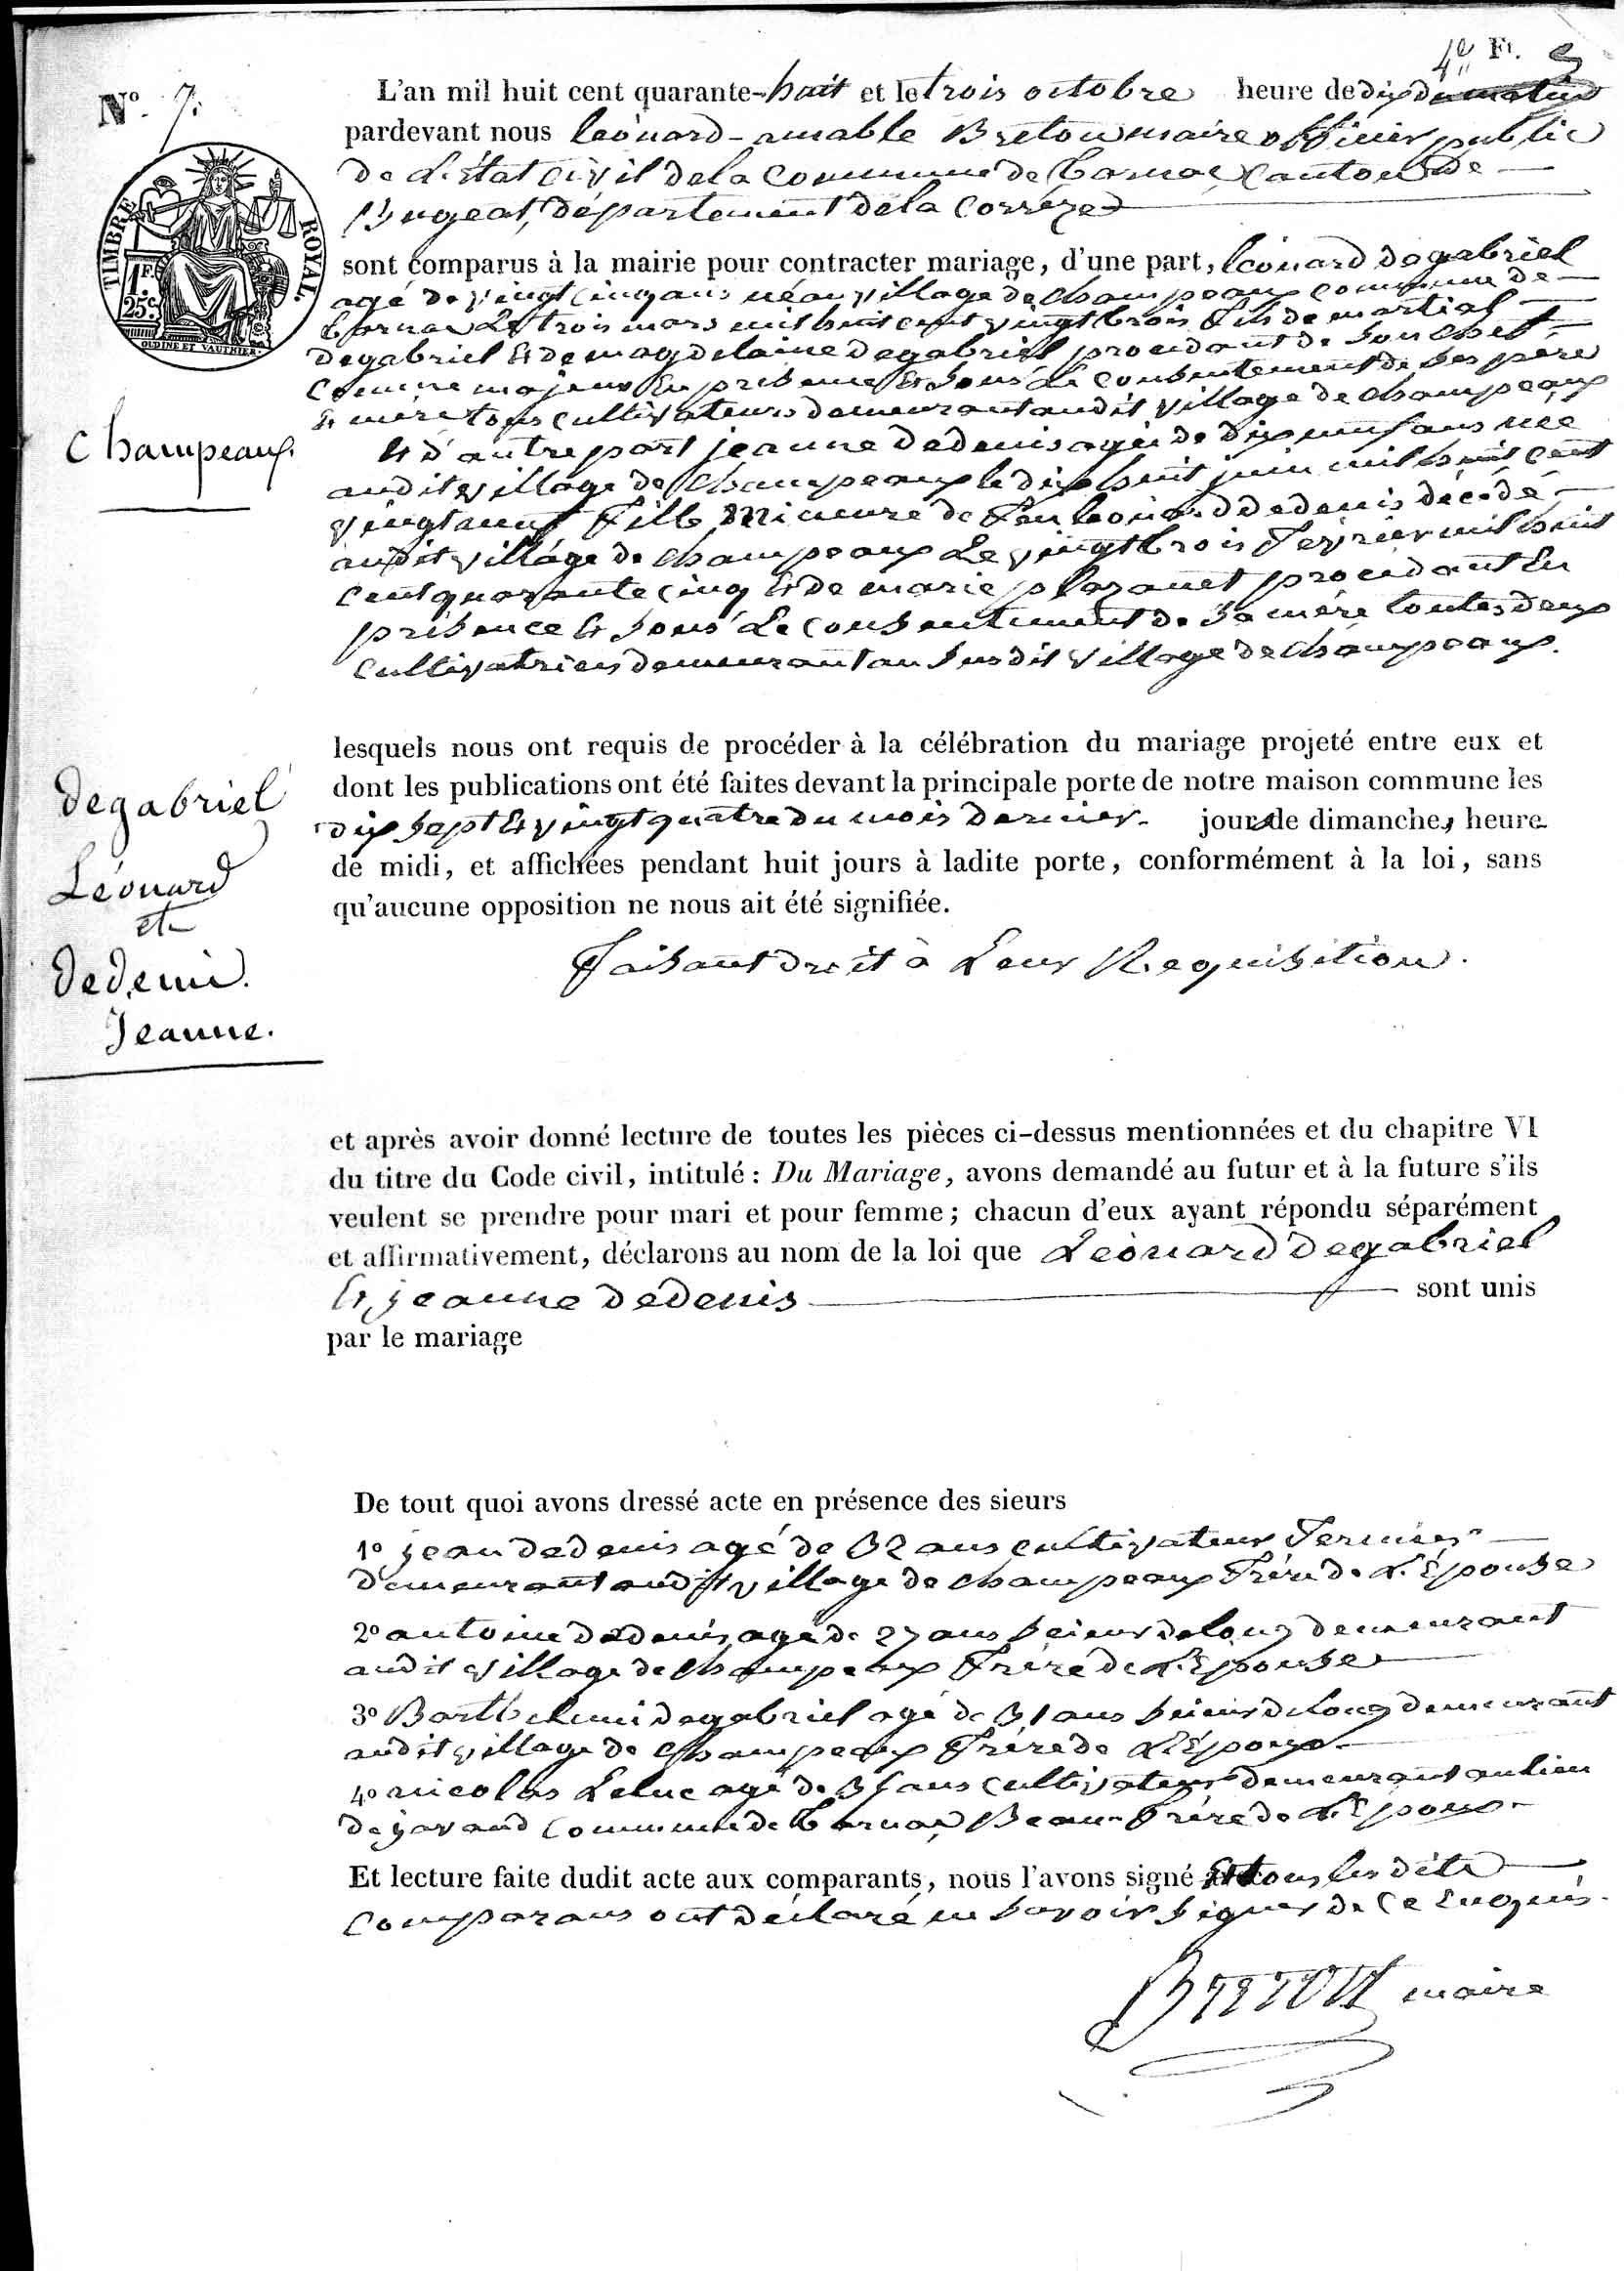 4e Ft.
No. 7.
L'an mil huit cent quarante-huit et le trois octobre heure de dix du matin
pardevant nous leonard-amable Breton maire officier public
de L'état civil de la Commune de tarnac Canton de
Bugeat, département de la Corrèze
TIMBRE ROYAL.
1 F. 25 c.
OUDINE ET VAUTHIER.
sont comparus à la mairie pour contracter mariage, d'une part, léonard degabriel
agé de vingt cinq ans né au village de champeaux commune de
tarnac Le trois mars mil huit cent vingt trois fils de martial
degabriel Et de magdelaine degabriel procédant de son chef
comme majeur En présence Et sous Le consentement de ses père
Et mère tous cultivateurs demeurant audit village de champeaux
Champeaux.
Et d'autre part jeanne dedenis agée de dix neuf ans née
audit village de champeaux le dix huit juin mil huit cent
vingt neuf fille Mineure de feu léonard dedenis décédé
audit village de champeaux Le vingt trois février mil huit
cent quarante cinq Et de marie plazanet procédant En
présence Et sous Le consentement de sa mère toutes deux
cultivatrices demeurant au susdit village de champeaux.
lesquels nous ont requis de procéder à la célébration du mariage projeté entre eux et
dont les publications ont été faites devant la principale porte de notre maison commune les
dix sept Et vingt quatre du mois dernier. jours de dimanche, heure
de midi, et affichées pendant huit jours à ladite porte, conformément à la loi, sans
qu'aucune opposition ne nous ait été signifiée.
degabriel
Léonard
et
dedenis.
Jeanne.
Faisant droit à Leur Requisition.
et après avoir donné lecture de toutes les pièces ci-dessus mentionnées et du chapitre VI
du titre du Code civil, intitulé : Du Mariage, avons demandé au futur et à la future s'ils
veulent se prendre pour mari et pour femme ; chacun d'eux ayant répondu séparément
et affirmativement, déclarons au nom de la loi que Léonard degabriel
Et jeanne dedenis sont unis
par le mariage
De tout quoi avons dressé acte en présence des sieurs
1o jean dedenis agé de 32 ans cultivateur Fermier
demeurant audit village de champeaux Frère de L'Épouse
2o antoine dedenis agé de 27 ans scieur de long demeurant
audit village de champeaux Frère de L'Épouse
3o Barthelemi degabriel agé de 31 ans scieur de long demeurant
audit village de champeaux Frère de L'Époux
4o nicolas Leluc agé de ans cultivateur demeurant au lieu
de javaud commune de tarnac Beau-Frère de L'Époux
Et lecture faite dudit acte aux comparants, nous l'avons signé Et tous les dits
comparans ont déclaré ne savoir signer de ce Enquis.
BRETON maire